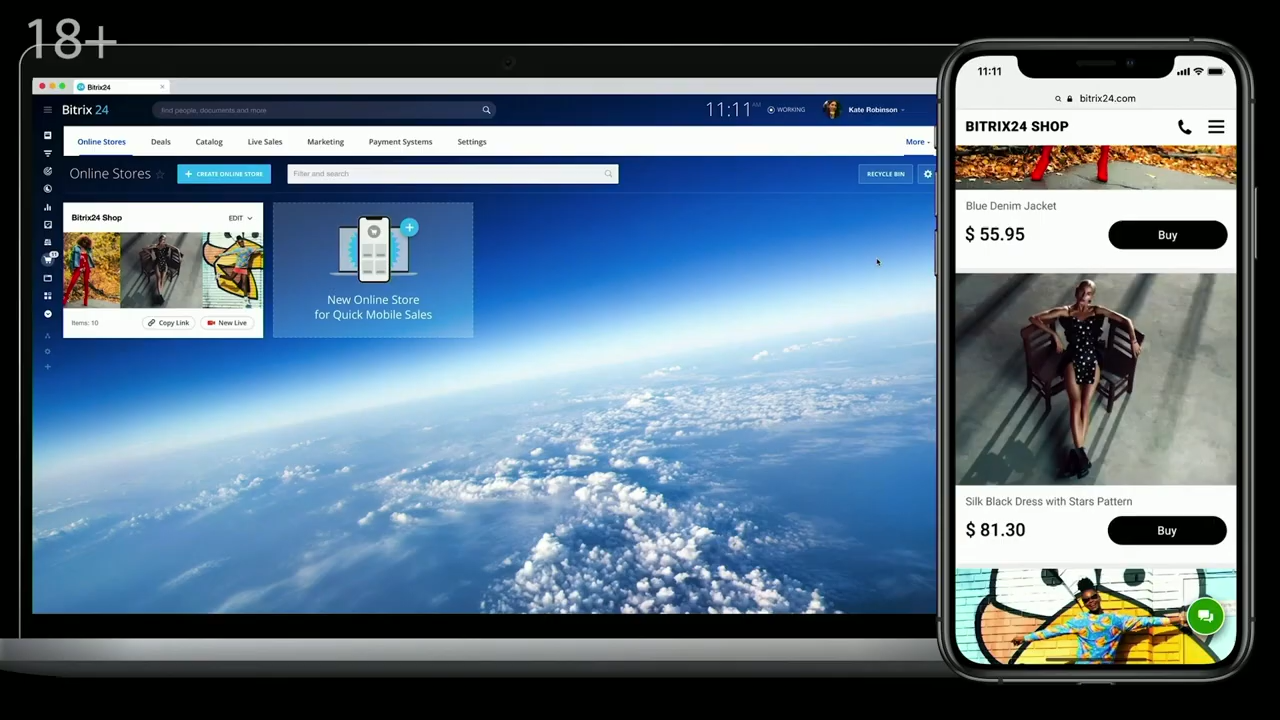 18+
Bitrix24
Bitrix 24
find people, documents and more
11:11 AM
WORKING
Kate Robinson
Online Stores
Deals
Catalog
Live Sales
Marketing
Payment Systems
Settings
More
Online Stores
+ CREATE ONLINE STORE
Filter and search
RECYCLE BIN
Bitrix24 Shop
EDIT
Items: 10
Copy Link
New Live
New Online Store
for Quick Mobile Sales
11:11
bitrix24.com
BITRIX24 SHOP
Blue Denim Jacket
$ 55.95
Buy
Silk Black Dress with Stars Pattern
$ 81.30
Buy